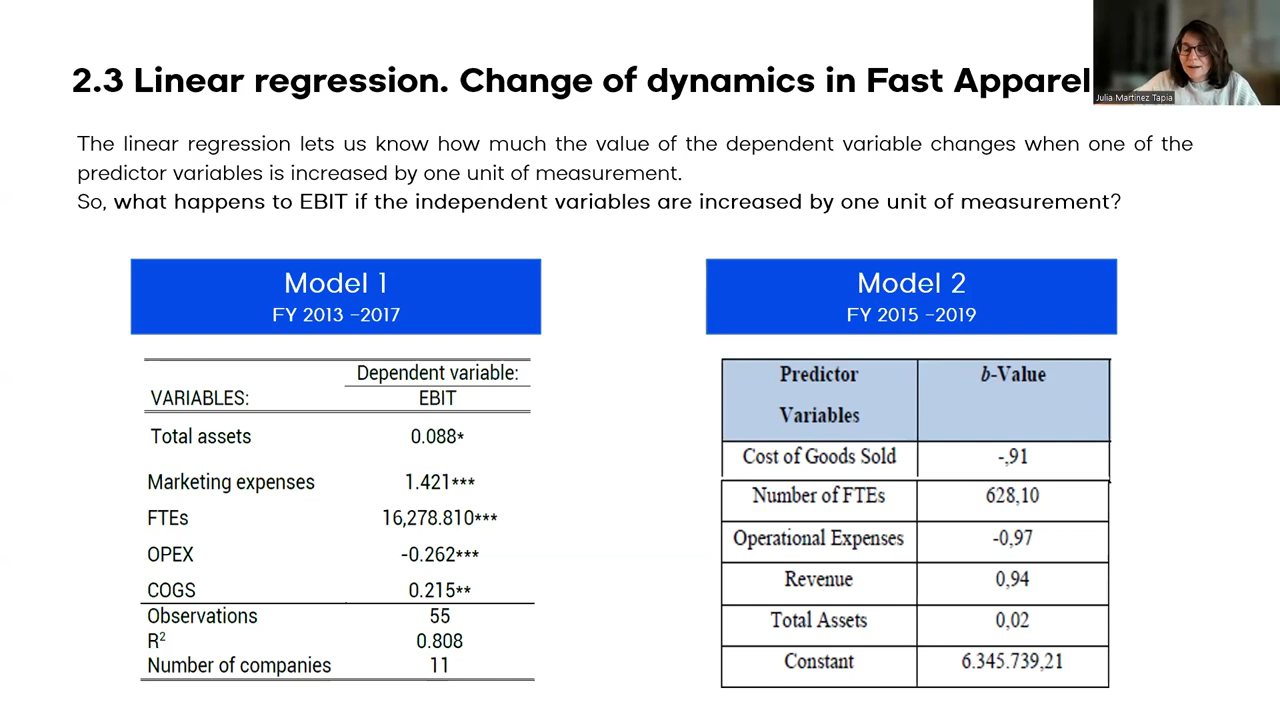 2.3 Linear regression. Change of dynamics in Fast Apparel
Julia Martinez Tapia
The linear regression lets us know how much the value of the dependent variable changes when one of the
predictor variables is increased by one unit of measurement.
So, what happens to EBIT if the independent variables are increased by one unit of measurement?
Model 1
FY 2013 –2017
Dependent variable:
VARIABLES: EBIT
Total assets 0.088*
Marketing expenses 1.421***
FTEs 16,278.810***
OPEX -0.262***
COGS 0.215**
Observations 55
R² 0.808
Number of companies 11
Model 2
FY 2015 –2019
Predictor b-Value
Variables
Cost of Goods Sold -,91
Number of FTEs 628,10
Operational Expenses -0,97
Revenue 0,94
Total Assets 0,02
Constant 6.345.739,21